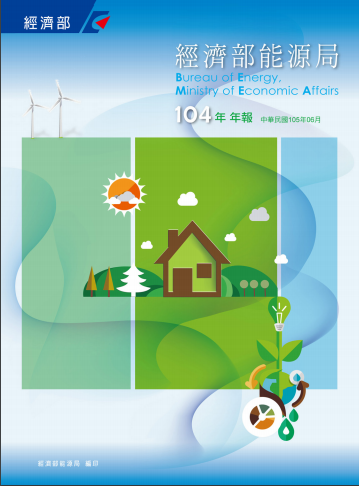 經濟部
經濟部能源局
Bureau of Energy,
Ministry of Economic Affairs
104年 年報 中華民國105年06月
經濟部能源局 編印